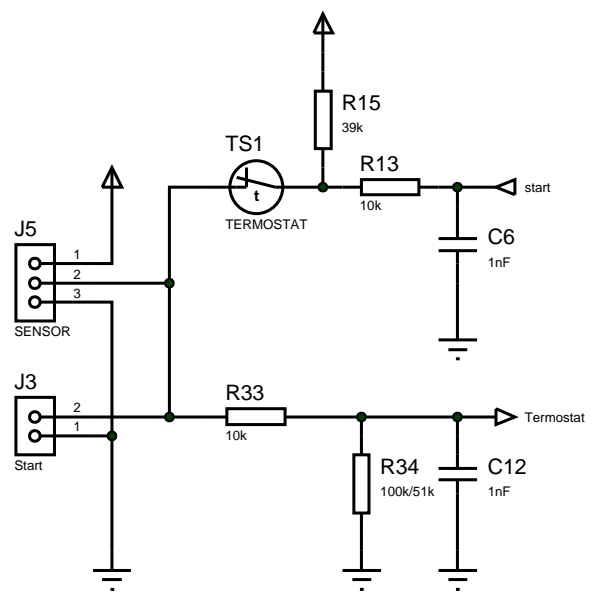 R15
39k
TS1
t
TERMOSTAT
R13
10k
start
C6
1nF
J5
1
2
3
SENSOR
J3
2
1
Start
R33
10k
Termostat
R34
100k/51k
C12
1nF